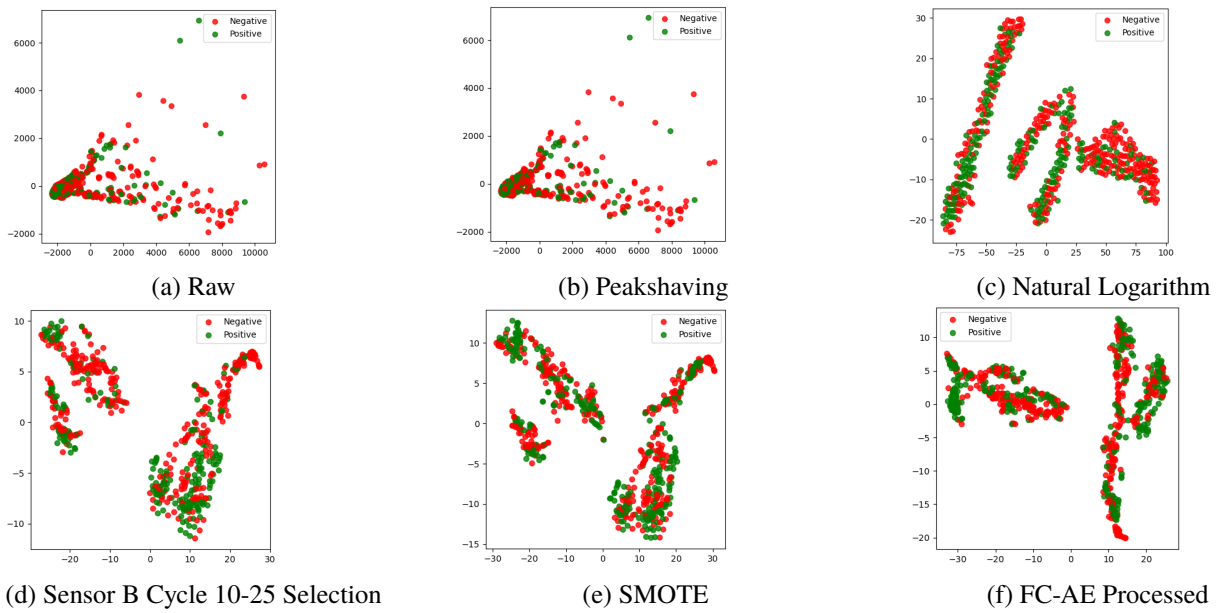 Negative
Positive
6000
4000
2000
0
−2000
−2000 0 2000 4000 6000 8000 10000
(a) Raw
Negative
Positive
6000
4000
2000
0
−2000
−2000 0 2000 4000 6000 8000 10000
(b) Peakshaving
Negative
Positive
30
20
10
0
−10
−20
−75 −50 −25 0 25 50 75 100
(c) Natural Logarithm
Negative
Positive
10
5
0
−5
−10
−20 −10 0 10 20 30
(d) Sensor B Cycle 10-25 Selection
Negative
Positive
10
5
0
−5
−10
−15
−30 −20 −10 0 10 20 30
(e) SMOTE
Negative
Positive
10
5
0
−5
−10
−15
−20
−30 −20 −10 0 10 20
(f) FC-AE Processed